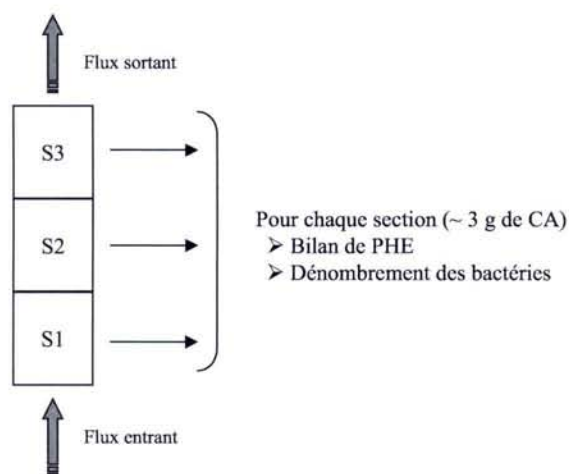 Flux sortant
S3
S2
S1
Pour chaque section (~ 3 g de CA)
➤ Bilan de PHE
➤ Dénombrement des bactéries
Flux entrant